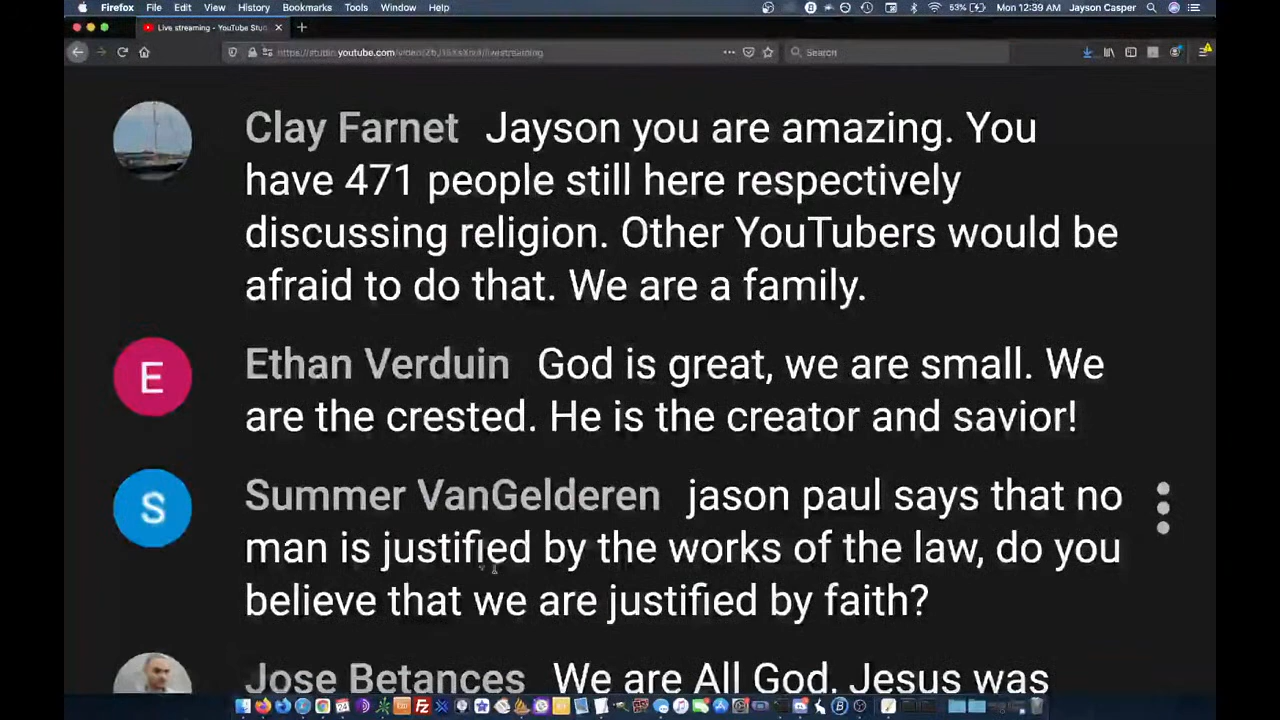 Firefox File Edit View History Bookmarks Tools Window Help 53% Mon 12:39 AM Jayson Casper
Live streaming - YouTube Stud
Search
Clay Farnet Jayson you are amazing. You
have 471 people still here respectively
discussing religion. Other YouTubers would be
afraid to do that. We are a family.
E Ethan Verduin God is great, we are small. We
are the crested. He is the creator and savior!
S Summer VanGelderen jason paul says that no
man is justified by the works of the law, do you
believe that we are justified by faith?
Jose Betances We are All God. Jesus was